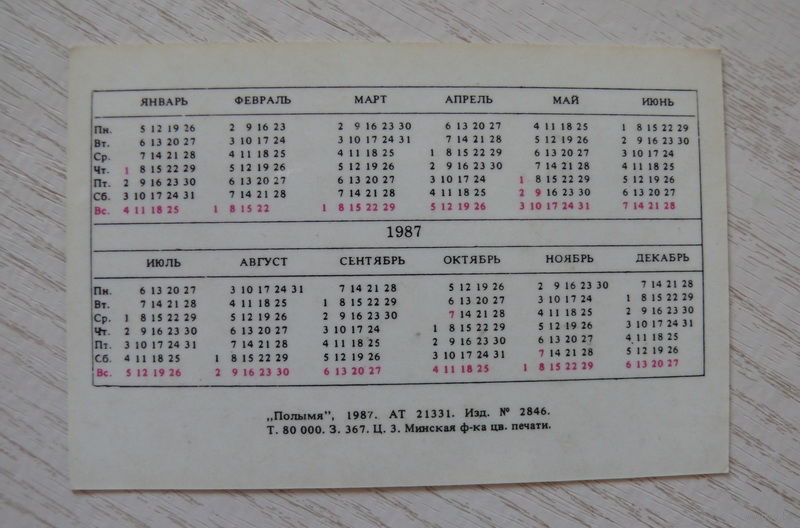 ЯНВАРЬ ФЕВРАЛЬ МАРТ АПРЕЛЬ МАЙ ИЮНЬ
Пн. 5 12 19 26 2 9 16 23 2 9 16 23 30 6 13 20 27 4 11 18 25 1 8 15 22 29
Вт. 6 13 20 27 3 10 17 24 3 10 17 24 31 7 14 21 28 5 12 19 26 2 9 16 23 30
Ср. 7 14 21 28 4 11 18 25 4 11 18 25 1 8 15 22 29 6 13 20 27 3 10 17 24
Чт. 1 8 15 22 29 5 12 19 26 5 12 19 26 2 9 16 23 30 7 14 21 28 4 11 18 25
Пт. 2 9 16 23 30 6 13 20 27 6 13 20 27 3 10 17 24 1 8 15 22 29 5 12 19 26
Сб. 3 10 17 24 31 7 14 21 28 7 14 21 28 4 11 18 25 2 9 16 23 30 6 13 20 27
Вс. 4 11 18 25 1 8 15 22 1 8 15 22 29 5 12 19 26 3 10 17 24 31 7 14 21 28
1987
ИЮЛЬ АВГУСТ СЕНТЯБРЬ ОКТЯБРЬ НОЯБРЬ ДЕКАБРЬ
Пн. 6 13 20 27 3 10 17 24 31 7 14 21 28 5 12 19 26 2 9 16 23 30 7 14 21 28
Вт. 7 14 21 28 4 11 18 25 1 8 15 22 29 6 13 20 27 3 10 17 24 1 8 15 22 29
Ср. 1 8 15 22 29 5 12 19 26 2 9 16 23 30 7 14 21 28 4 11 18 25 2 9 16 23 30
Чт. 2 9 16 23 30 6 13 20 27 3 10 17 24 1 8 15 22 29 5 12 19 26 3 10 17 24 31
Пт. 3 10 17 24 31 7 14 21 28 4 11 18 25 2 9 16 23 30 6 13 20 27 4 11 18 25
Сб. 4 11 18 25 1 8 15 22 29 5 12 19 26 3 10 17 24 31 7 14 21 28 5 12 19 26
Вс. 5 12 19 26 2 9 16 23 30 6 13 20 27 4 11 18 25 1 8 15 22 29 6 13 20 27
„Полымя", 1987. АТ 21331. Изд. № 2846.
Т. 80 000. З. 367. Ц. 3. Минская ф-ка цв. печати.